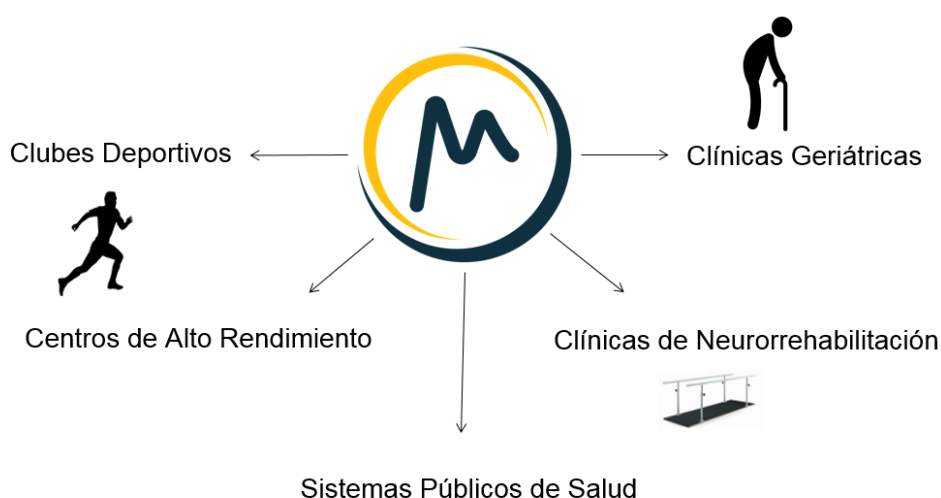 Clubes Deportivos
Clínicas Geriátricas
Centros de Alto Rendimiento
Clínicas de Neurorrehabilitación
Sistemas Públicos de Salud